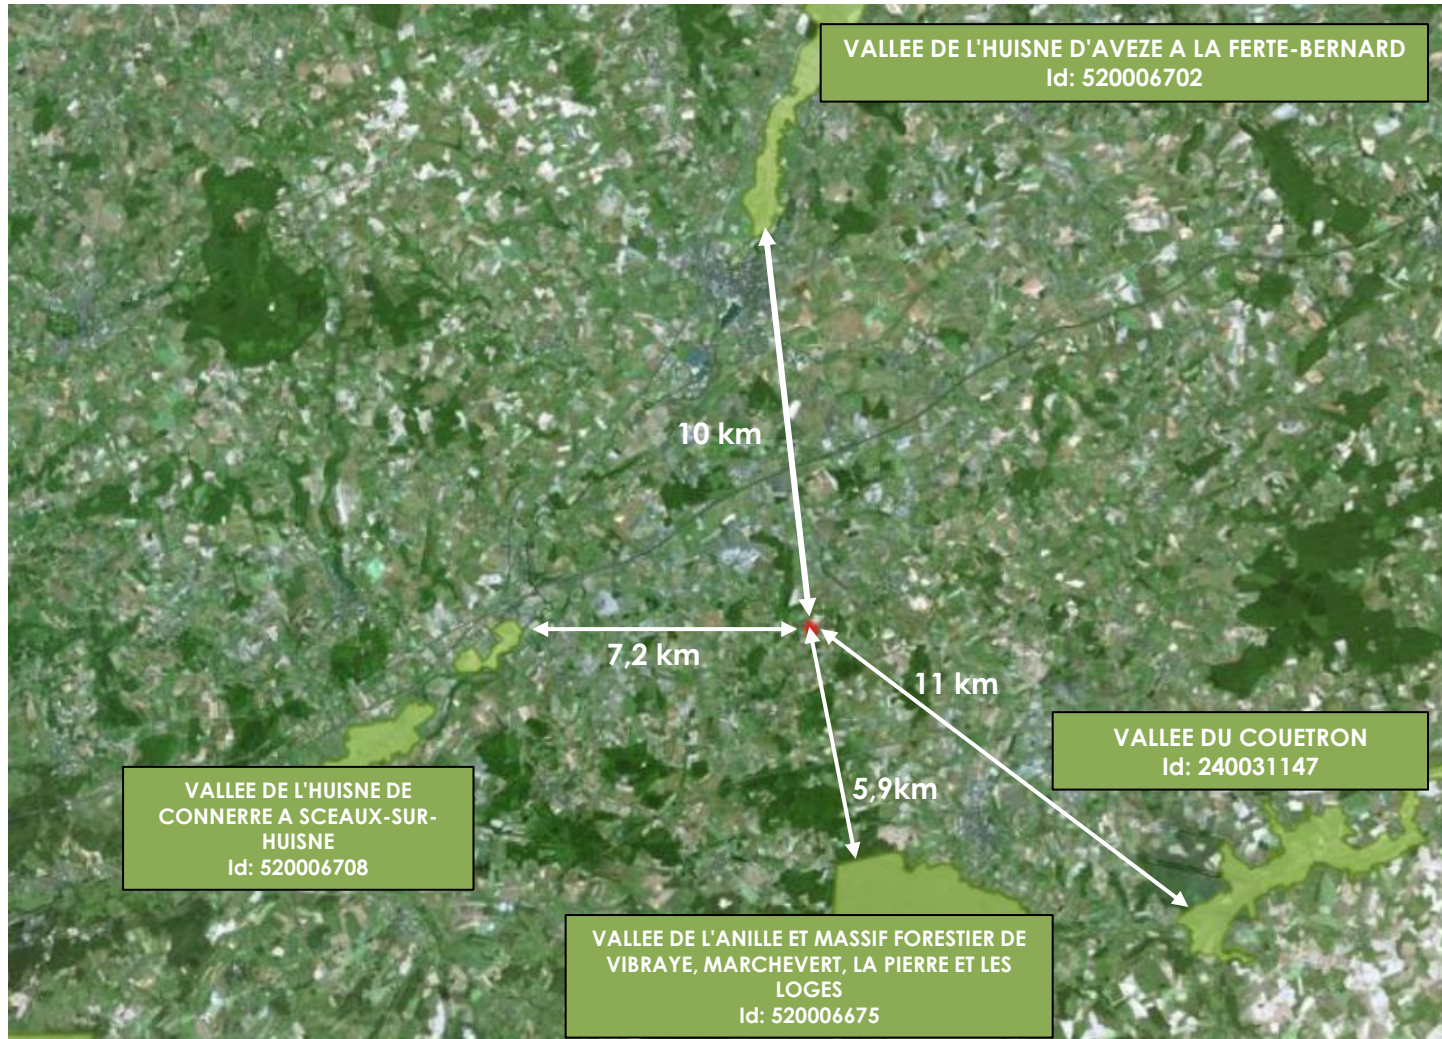 VALLEE DE L'HUISNE D'AVEZE A LA FERTE-BERNARD
Id: 520006702
10 km
7,2 km
11 km
VALLEE DU COUETRON
Id: 240031147
5,9km
VALLEE DE L'HUISNE DE
CONNERRE A SCEAUX-SUR-
HUISNE
Id: 520006708
VALLEE DE L'ANILLE ET MASSIF FORESTIER DE
VIBRAYE, MARCHEVERT, LA PIERRE ET LES
LOGES
Id: 520006675